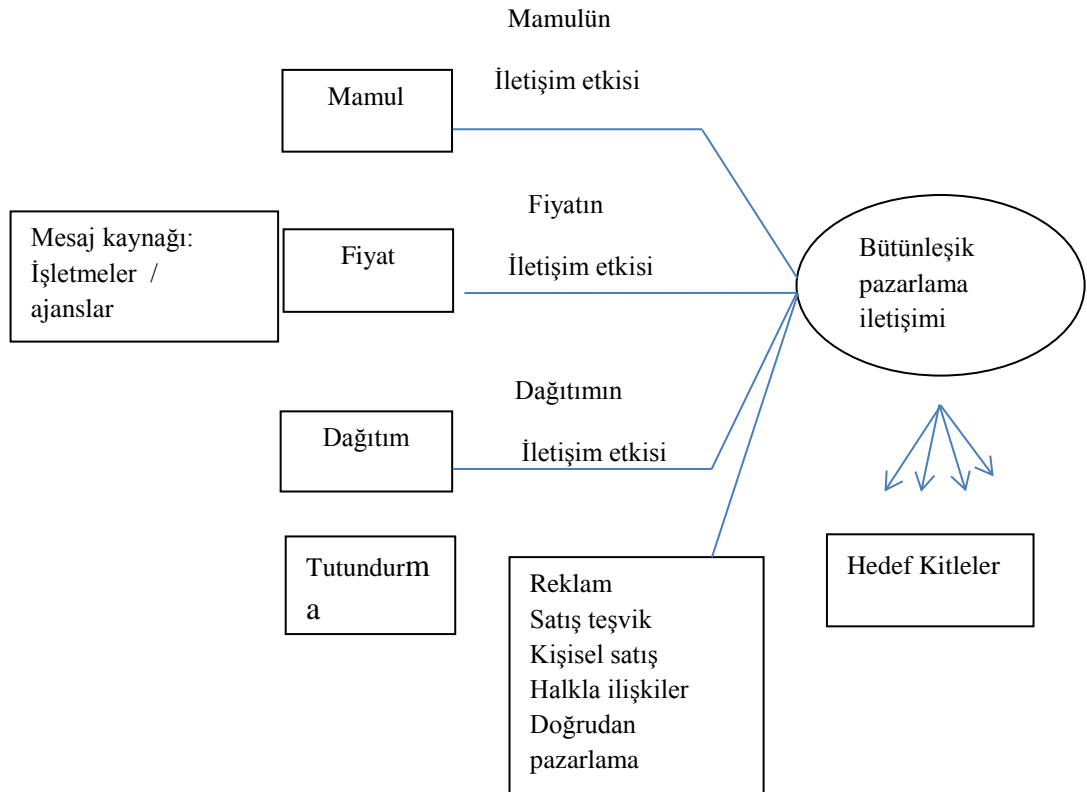 Mamulün
İletişim etkisi
Mamul
Fiyatın
İletişim etkisi
Mesaj kaynağı:
İşletmeler /
ajanslar
Fiyat
Bütünleşik
pazarlama
iletişimi
Dağıtımın
İletişim etkisi
Dağıtım
Tutundurm
a
Reklam
Satış teşvik
Kişisel satış
Halkla ilişkiler
Doğrudan
pazarlama
Hedef Kitleler